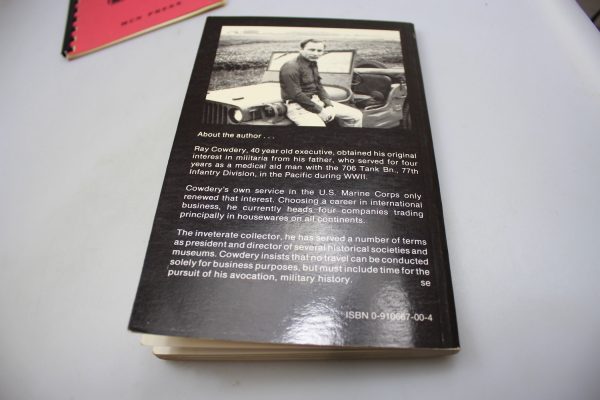 MCN PRESS
About the author . . .
Ray Cowdery, 40 year old executive, obtained his original
interest in militaria from his father, who served for four
years as a medical aid man with the 706 Tank Bn., 77th
Infantry Division, in the Pacific during WWII.
Cowdery's own service in the U.S. Marine Corps only
renewed that interest. Choosing a career in international
business, he currently heads four companies trading
principally in housewares on all continents.
The inveterate collector, he has served a number of terms
as president and director of several historical societies and
museums. Cowdery insists that no travel can be conducted
solely for business purposes, but must include time for the
pursuit of his avocation, military history. se
ISBN 0-910667-00-4